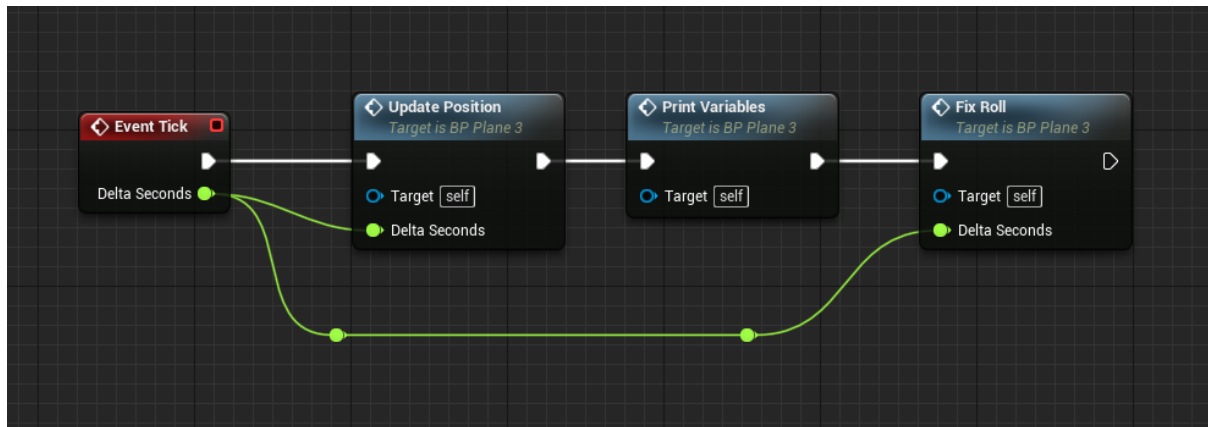 Event Tick
Delta Seconds
Update Position
Target is BP Plane 3
Target self
Delta Seconds
Print Variables
Target is BP Plane 3
Target self
Fix Roll
Target is BP Plane 3
Target self
Delta Seconds